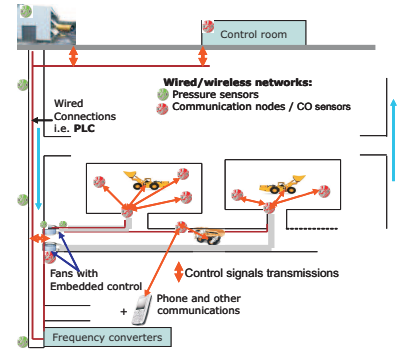 Control room
Wired/wireless networks:
Pressure sensors
Communication nodes / CO sensors
Wired
Connections
i.e. PLC
Fans with
Embedded control
Control signals transmissions
+
Phone and other
communications
Frequency converters